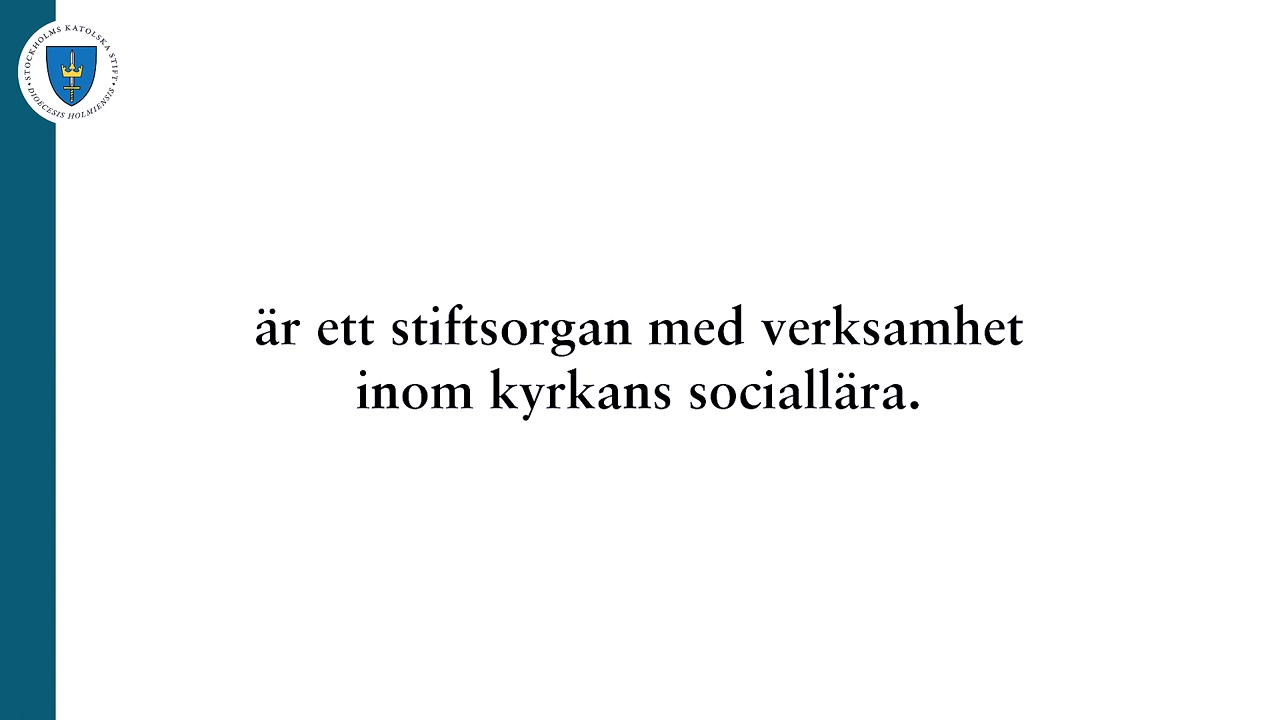 STOCKHOLMS KATOLSKA STIFT
DIOECESIS HOLMIENSIS
är ett stiftsorgan med verksamhet
inom kyrkans sociallära.